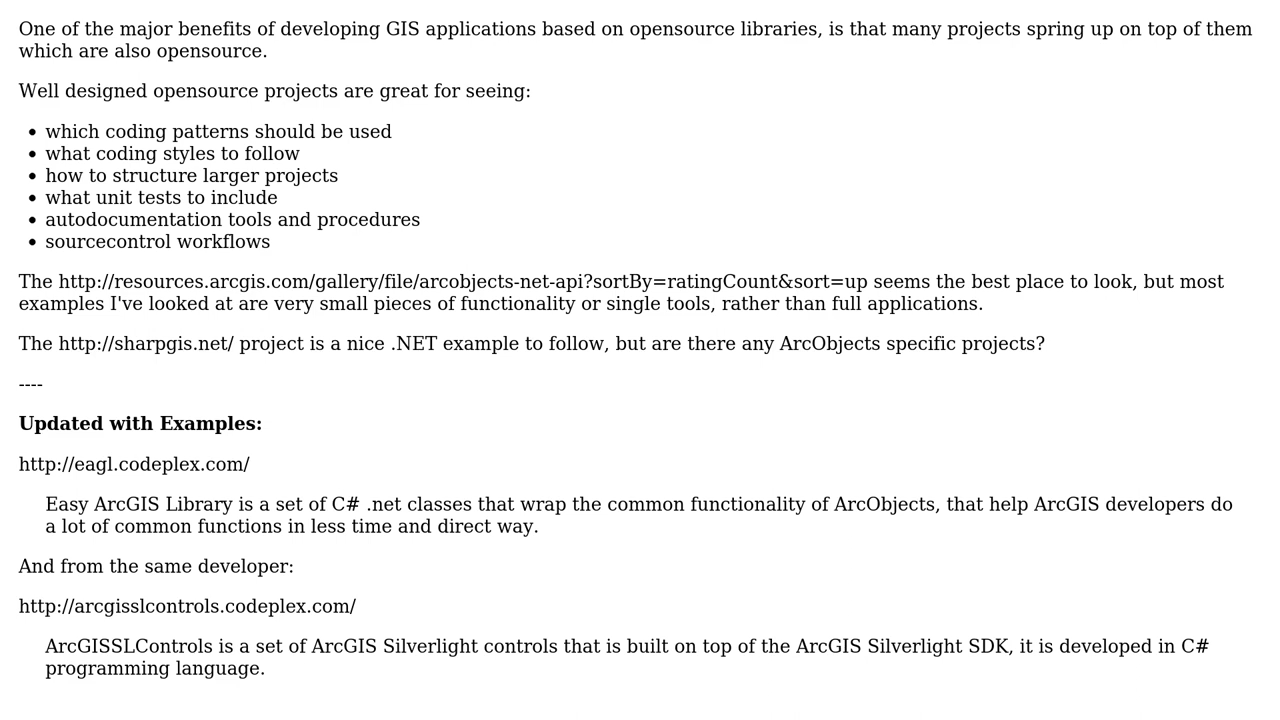 One of the major benefits of developing GIS applications based on opensource libraries, is that many projects spring up on top of them
which are also opensource.
Well designed opensource projects are great for seeing:
• which coding patterns should be used
• what coding styles to follow
• how to structure larger projects
• what unit tests to include
• autodocumentation tools and procedures
• sourcecontrol workflows
The http://resources.arcgis.com/gallery/file/arcobjects-net-api?sortBy=ratingCount&sort=up seems the best place to look, but most
examples I've looked at are very small pieces of functionality or single tools, rather than full applications.
The http://sharpgis.net/ project is a nice .NET example to follow, but are there any ArcObjects specific projects?
----
Updated with Examples:
http://eagl.codeplex.com/
Easy ArcGIS Library is a set of C# .net classes that wrap the common functionality of ArcObjects, that help ArcGIS developers do
a lot of common functions in less time and direct way.
And from the same developer:
http://arcgisslcontrols.codeplex.com/
ArcGISSLControls is a set of ArcGIS Silverlight controls that is built on top of the ArcGIS Silverlight SDK, it is developed in C#
programming language.